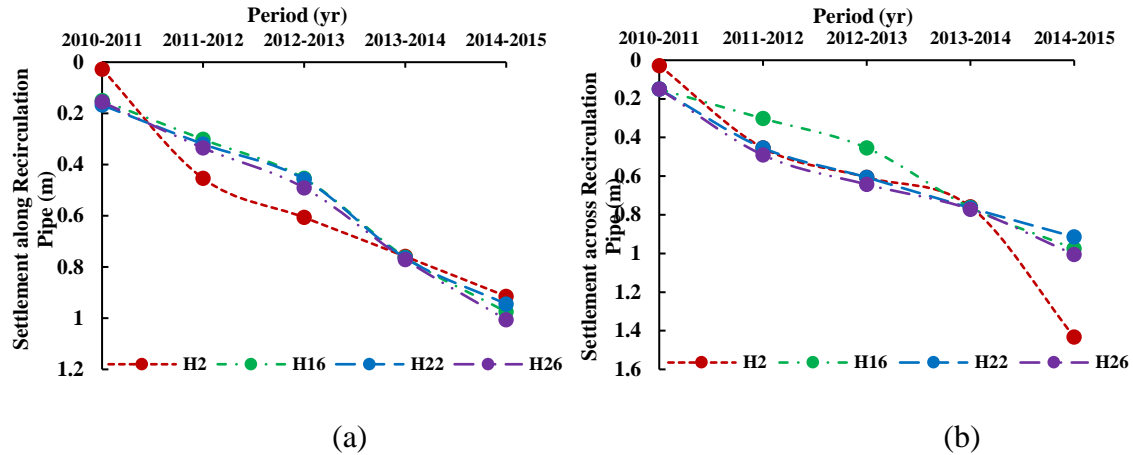 Period (yr)
2010-2011 2011-2012 2012-2013 2013-2014 2014-2015
0
0.2
0.4
0.6
0.8
1
1.2
Settlement along Recirculation
Pipe (m)
H2 H16 H22 H26
(a)
Period (yr)
2010-2011 2011-2012 2012-2013 2013-2014 2014-2015
0
0.2
0.4
0.6
0.8
1
1.2
1.4
1.6
Settlement across Recirculation
Pipe (m)
H2 H16 H22 H26
(b)